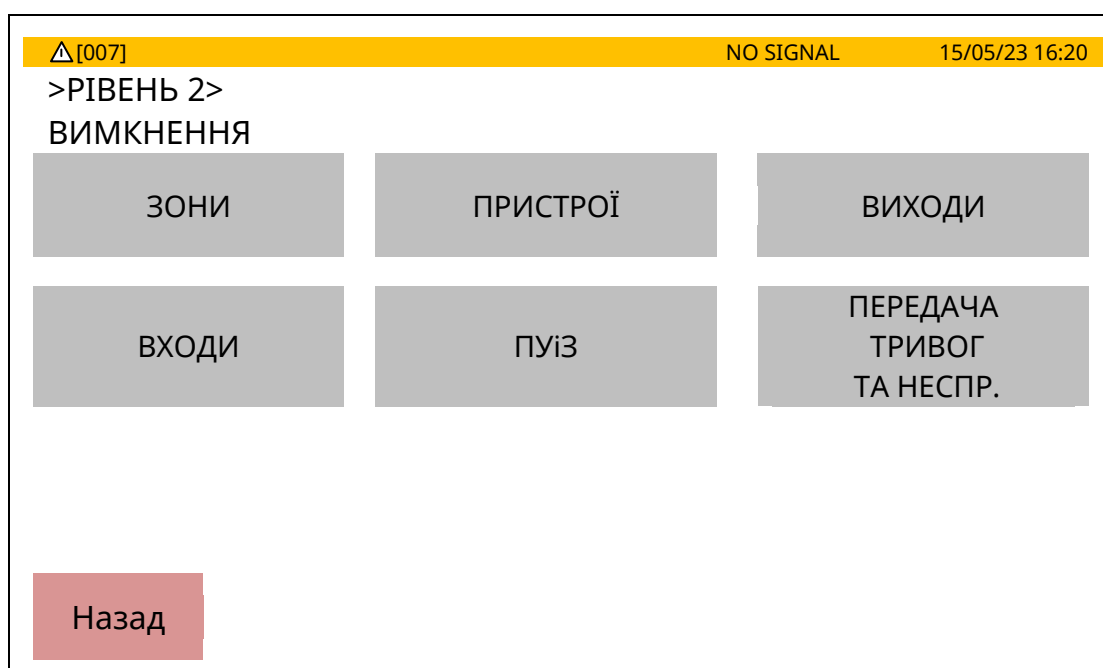 ⚠[007] NO SIGNAL 15/05/23 16:20
>РІВЕНЬ 2>
ВИМКНЕННЯ
ЗОНИ ПРИСТРОЇ ВИХОДИ
ВХОДИ ПУіЗ ПЕРЕДАЧА
ТРИВОГ
ТА НЕСПР.
Назад